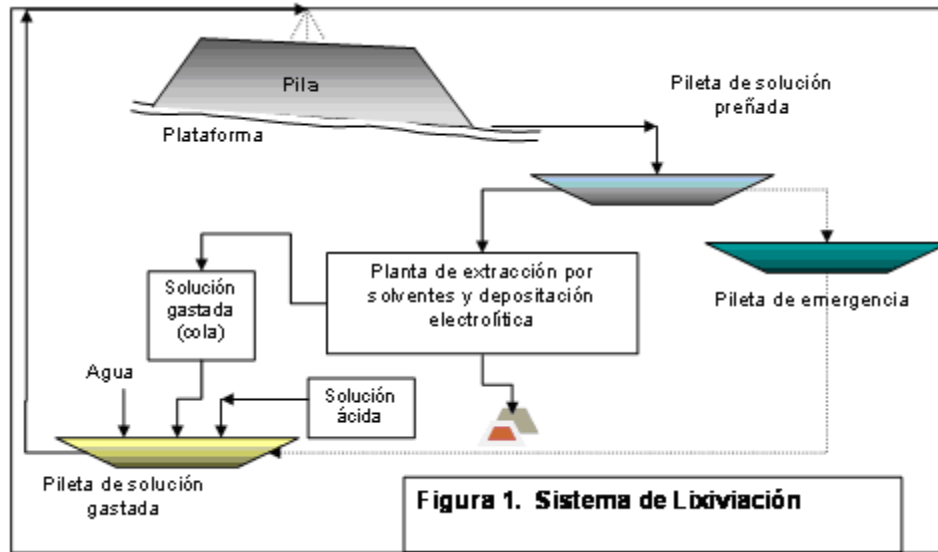 Pila
Plataforma
Pileta de solución
preñada
Pileta de emergencia
Planta de extracción por
solventes y depositación
electrolítica
Solución
gastada
(cola)
Agua
Solución
ácida
Pileta de solución
gastada
Figura 1. Sistema de Lixiviación